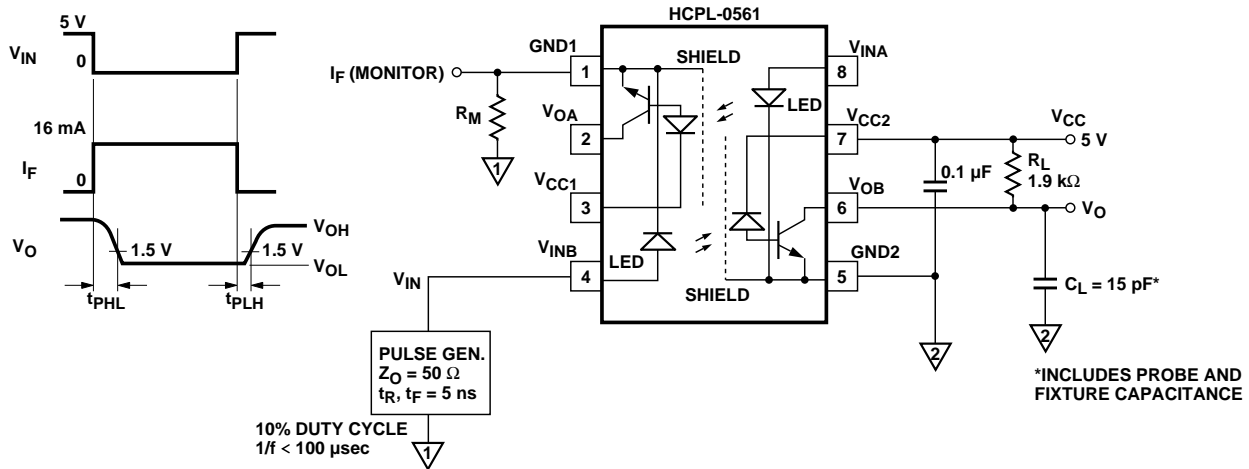 HCPL-0561
5 V
VIN
0
16 mA
IF
0
VO
1.5 V
1.5 V
VOH
VOL
tPHL
tPLH
IF (MONITOR)
RM
1
GND1
1
VOA
2
VCC1
3
VINB
4
SHIELD
LED
LED
SHIELD
VINA
8
VCC2
7
VOB
6
GND2
5
VCC
5 V
0.1 µF
RL
1.9 kΩ
VO
CL = 15 pF*
2
2
*INCLUDES PROBE AND
FIXTURE CAPACITANCE
VIN
PULSE GEN.
ZO = 50 Ω
tR, tF = 5 ns
10% DUTY CYCLE
1/f < 100 µsec
1